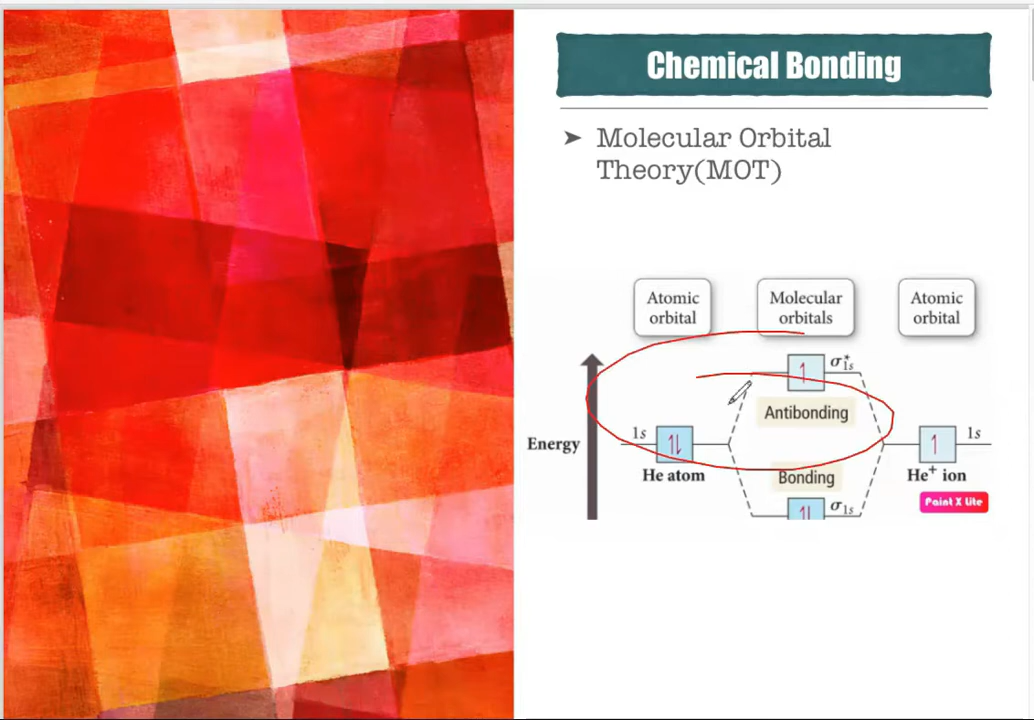 Chemical Bonding
➤ Molecular Orbital
Theory(MOT)
Atomic
orbital
Molecular
orbitals
Atomic
orbital
σ*1s
Antibonding
Energy
1s
1s
He atom
Bonding
He⁺ ion
σ1s
Paint X Lite